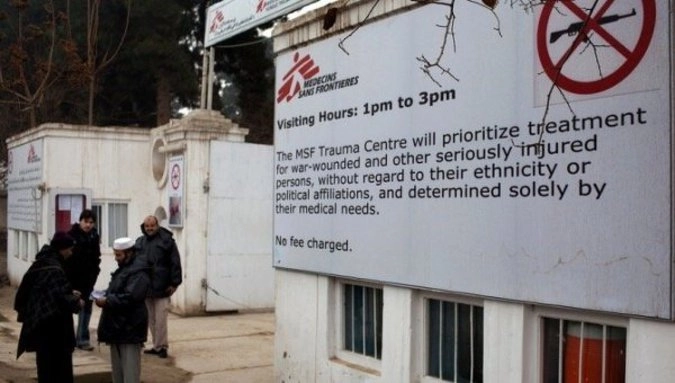 MEDECINS
SANS FRONTIERES
Visiting Hours: 1pm to 3pm
The MSF Trauma Centre will prioritize treatment
for war-wounded and other seriously injured
persons, without regard to their ethnicity or
political affiliations, and determined solely by
their medical needs.
No fee charged.